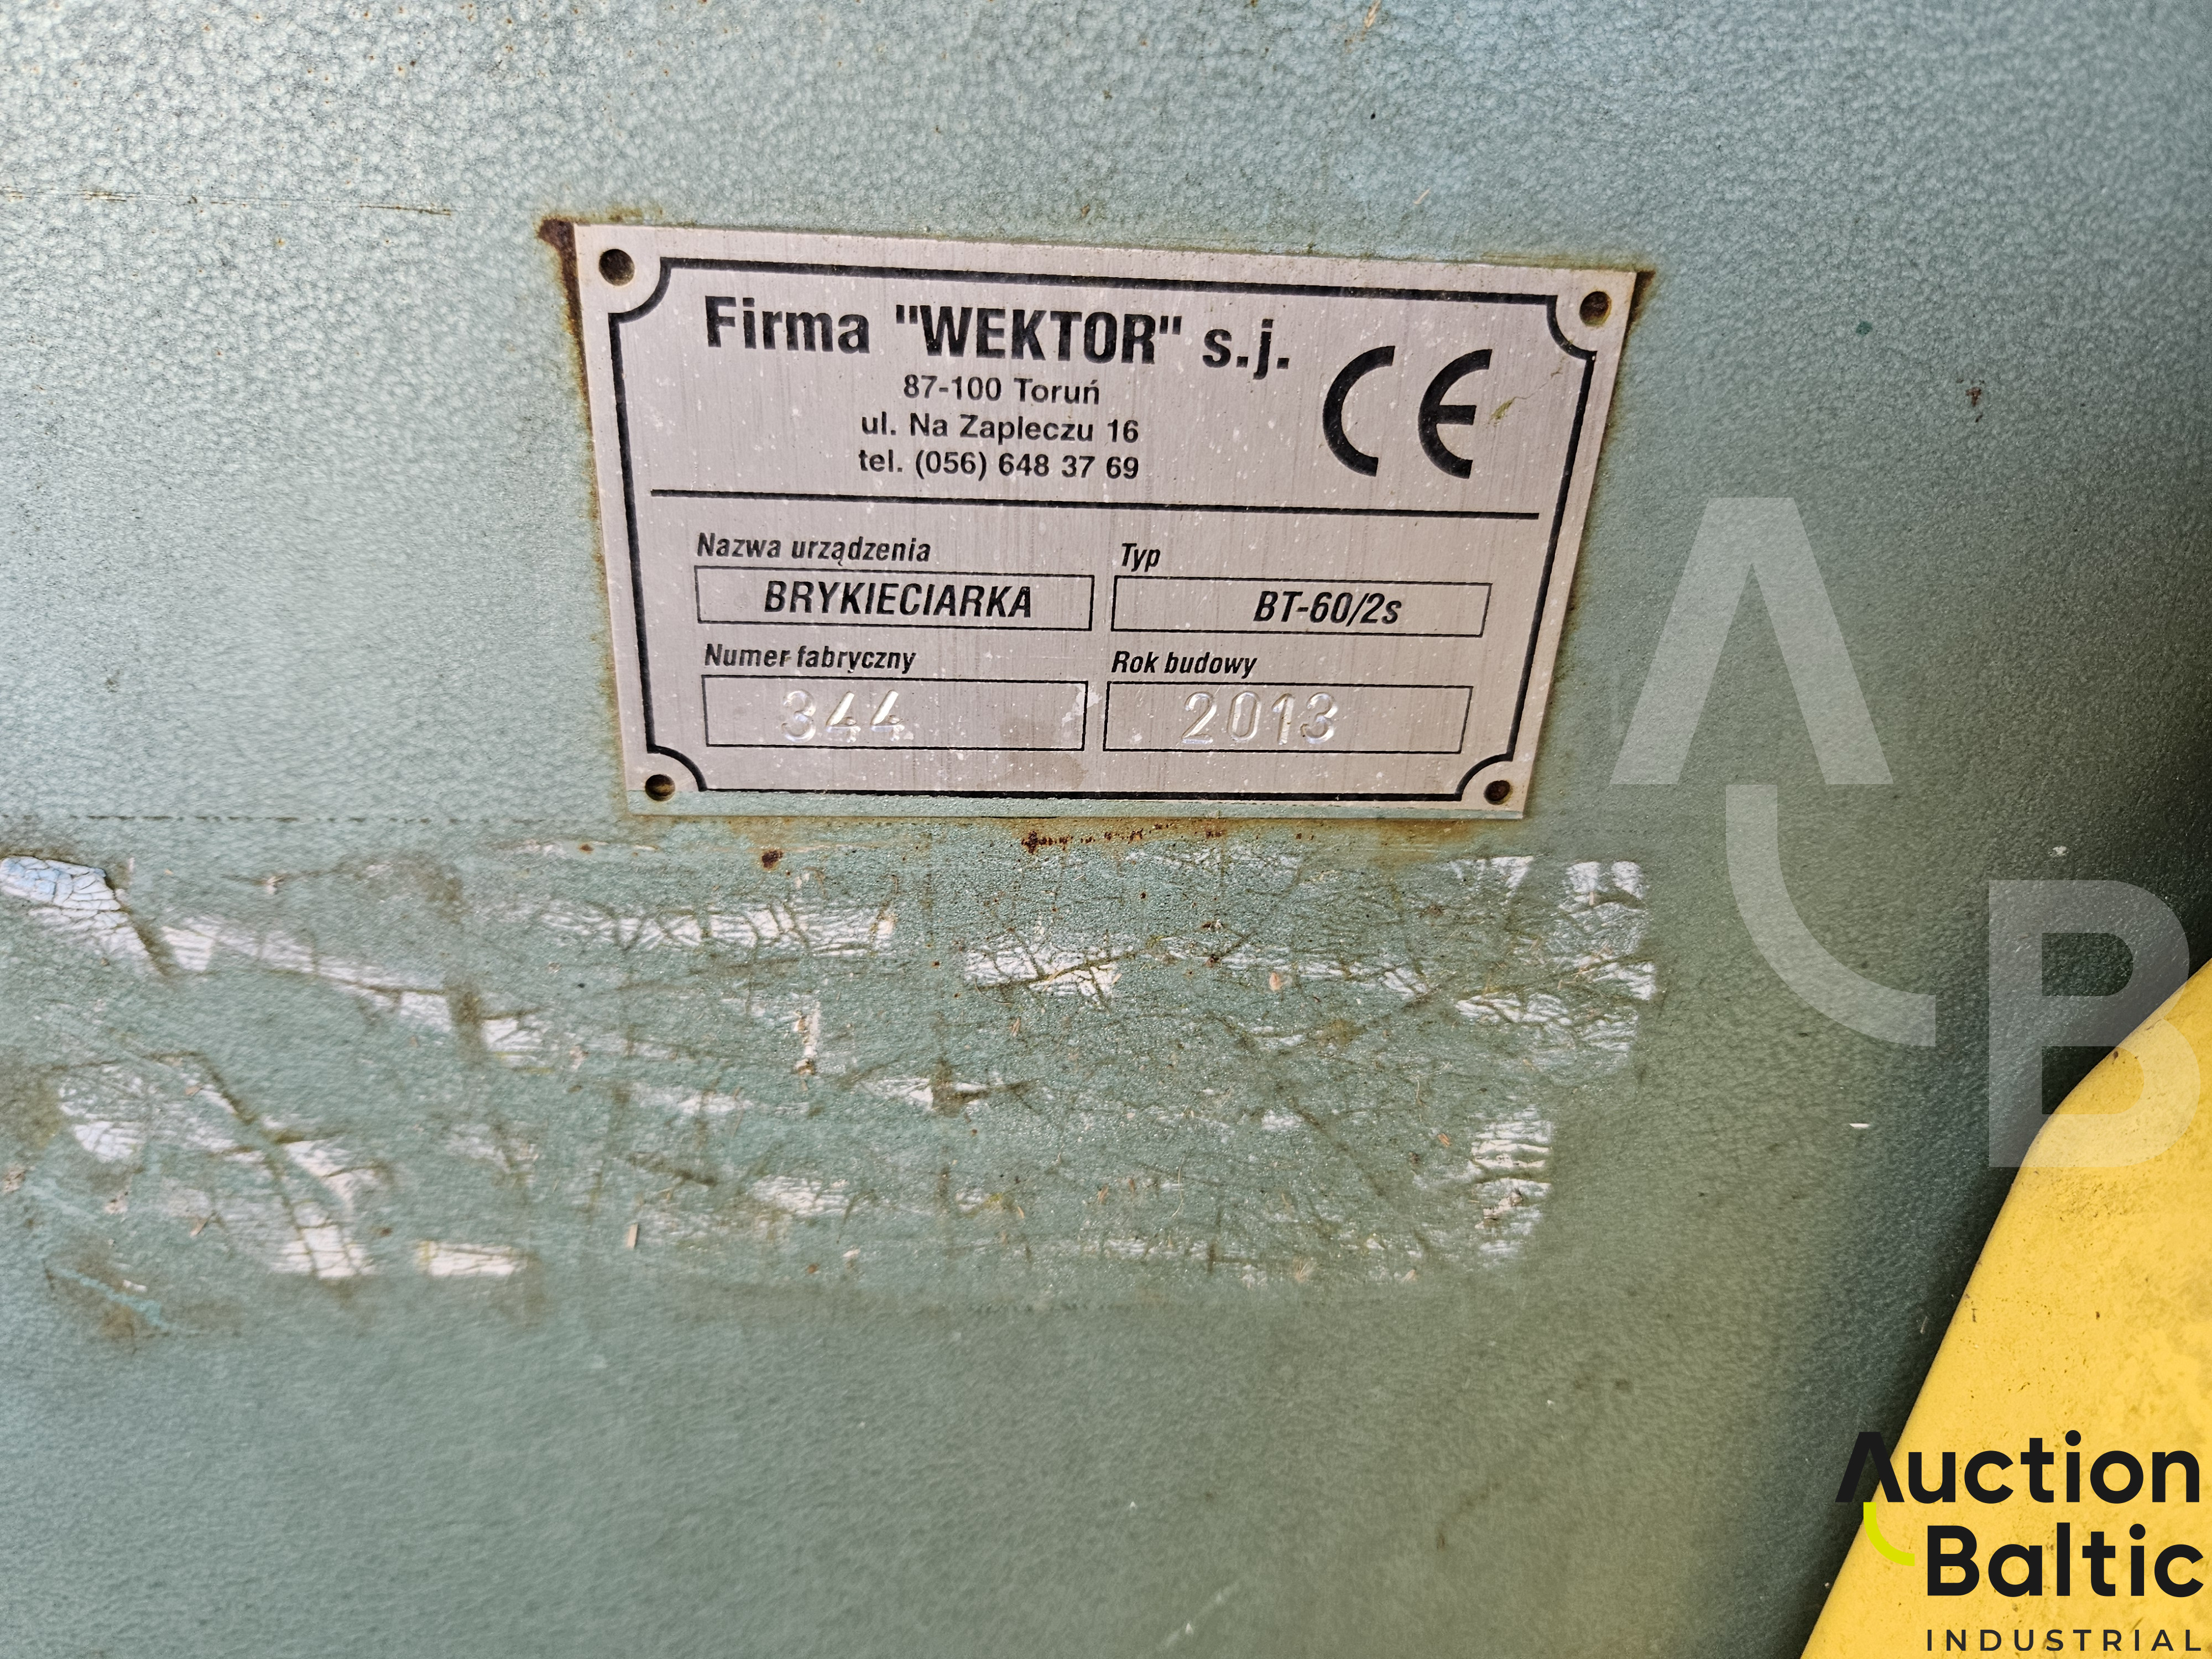 Firma "WEKTOR" s.j.
87-100 Toruń
ul. Na Zapleczu 16
tel. (056) 648 37 69
CE
Nazwa urządzenia
BRYKIECIARKA
Typ
BT-60/2s
Numer fabryczny
344
Rok budowy
2013
A
B
Auction
Baltic
INDUSTRIAL